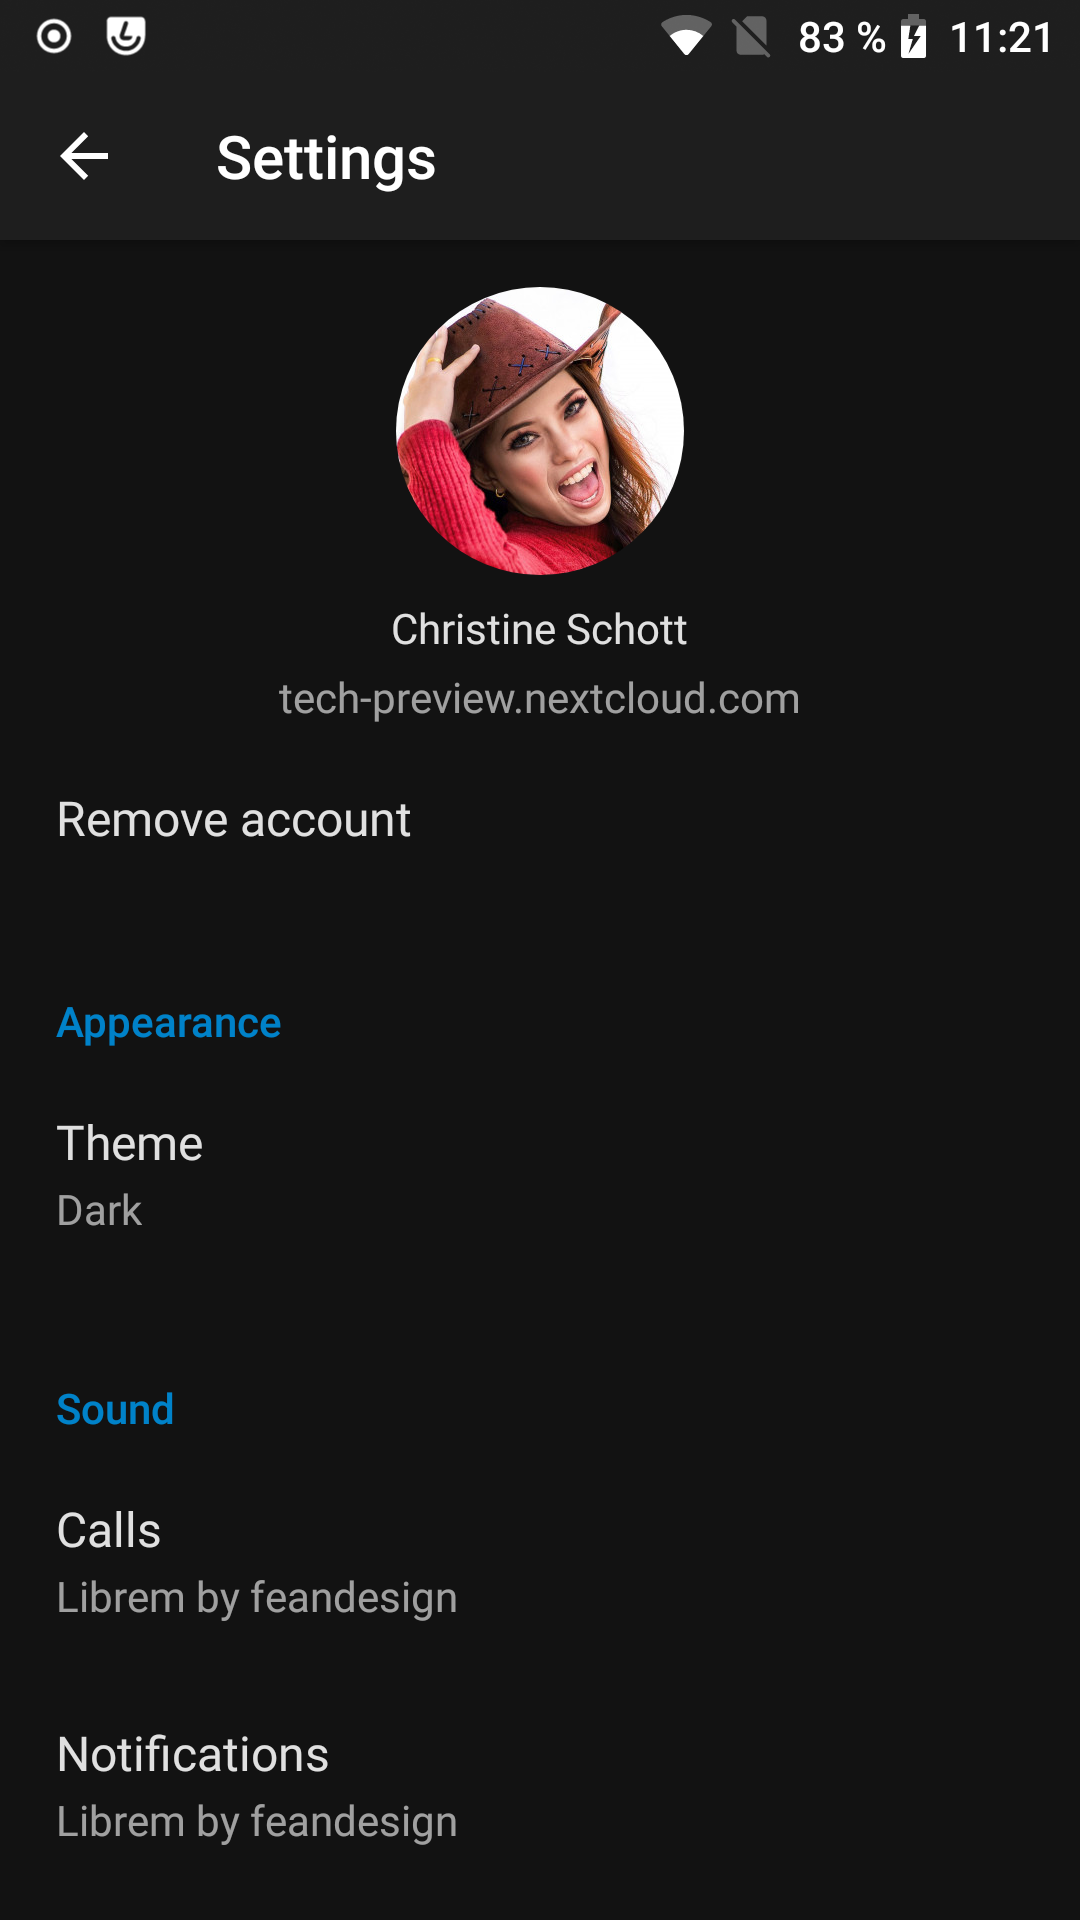 83 % 11:21
Settings
Christine Schott
tech-preview.nextcloud.com
Remove account
Appearance
Theme
Dark
Sound
Calls
Librem by feandesign
Notifications
Librem by feandesign